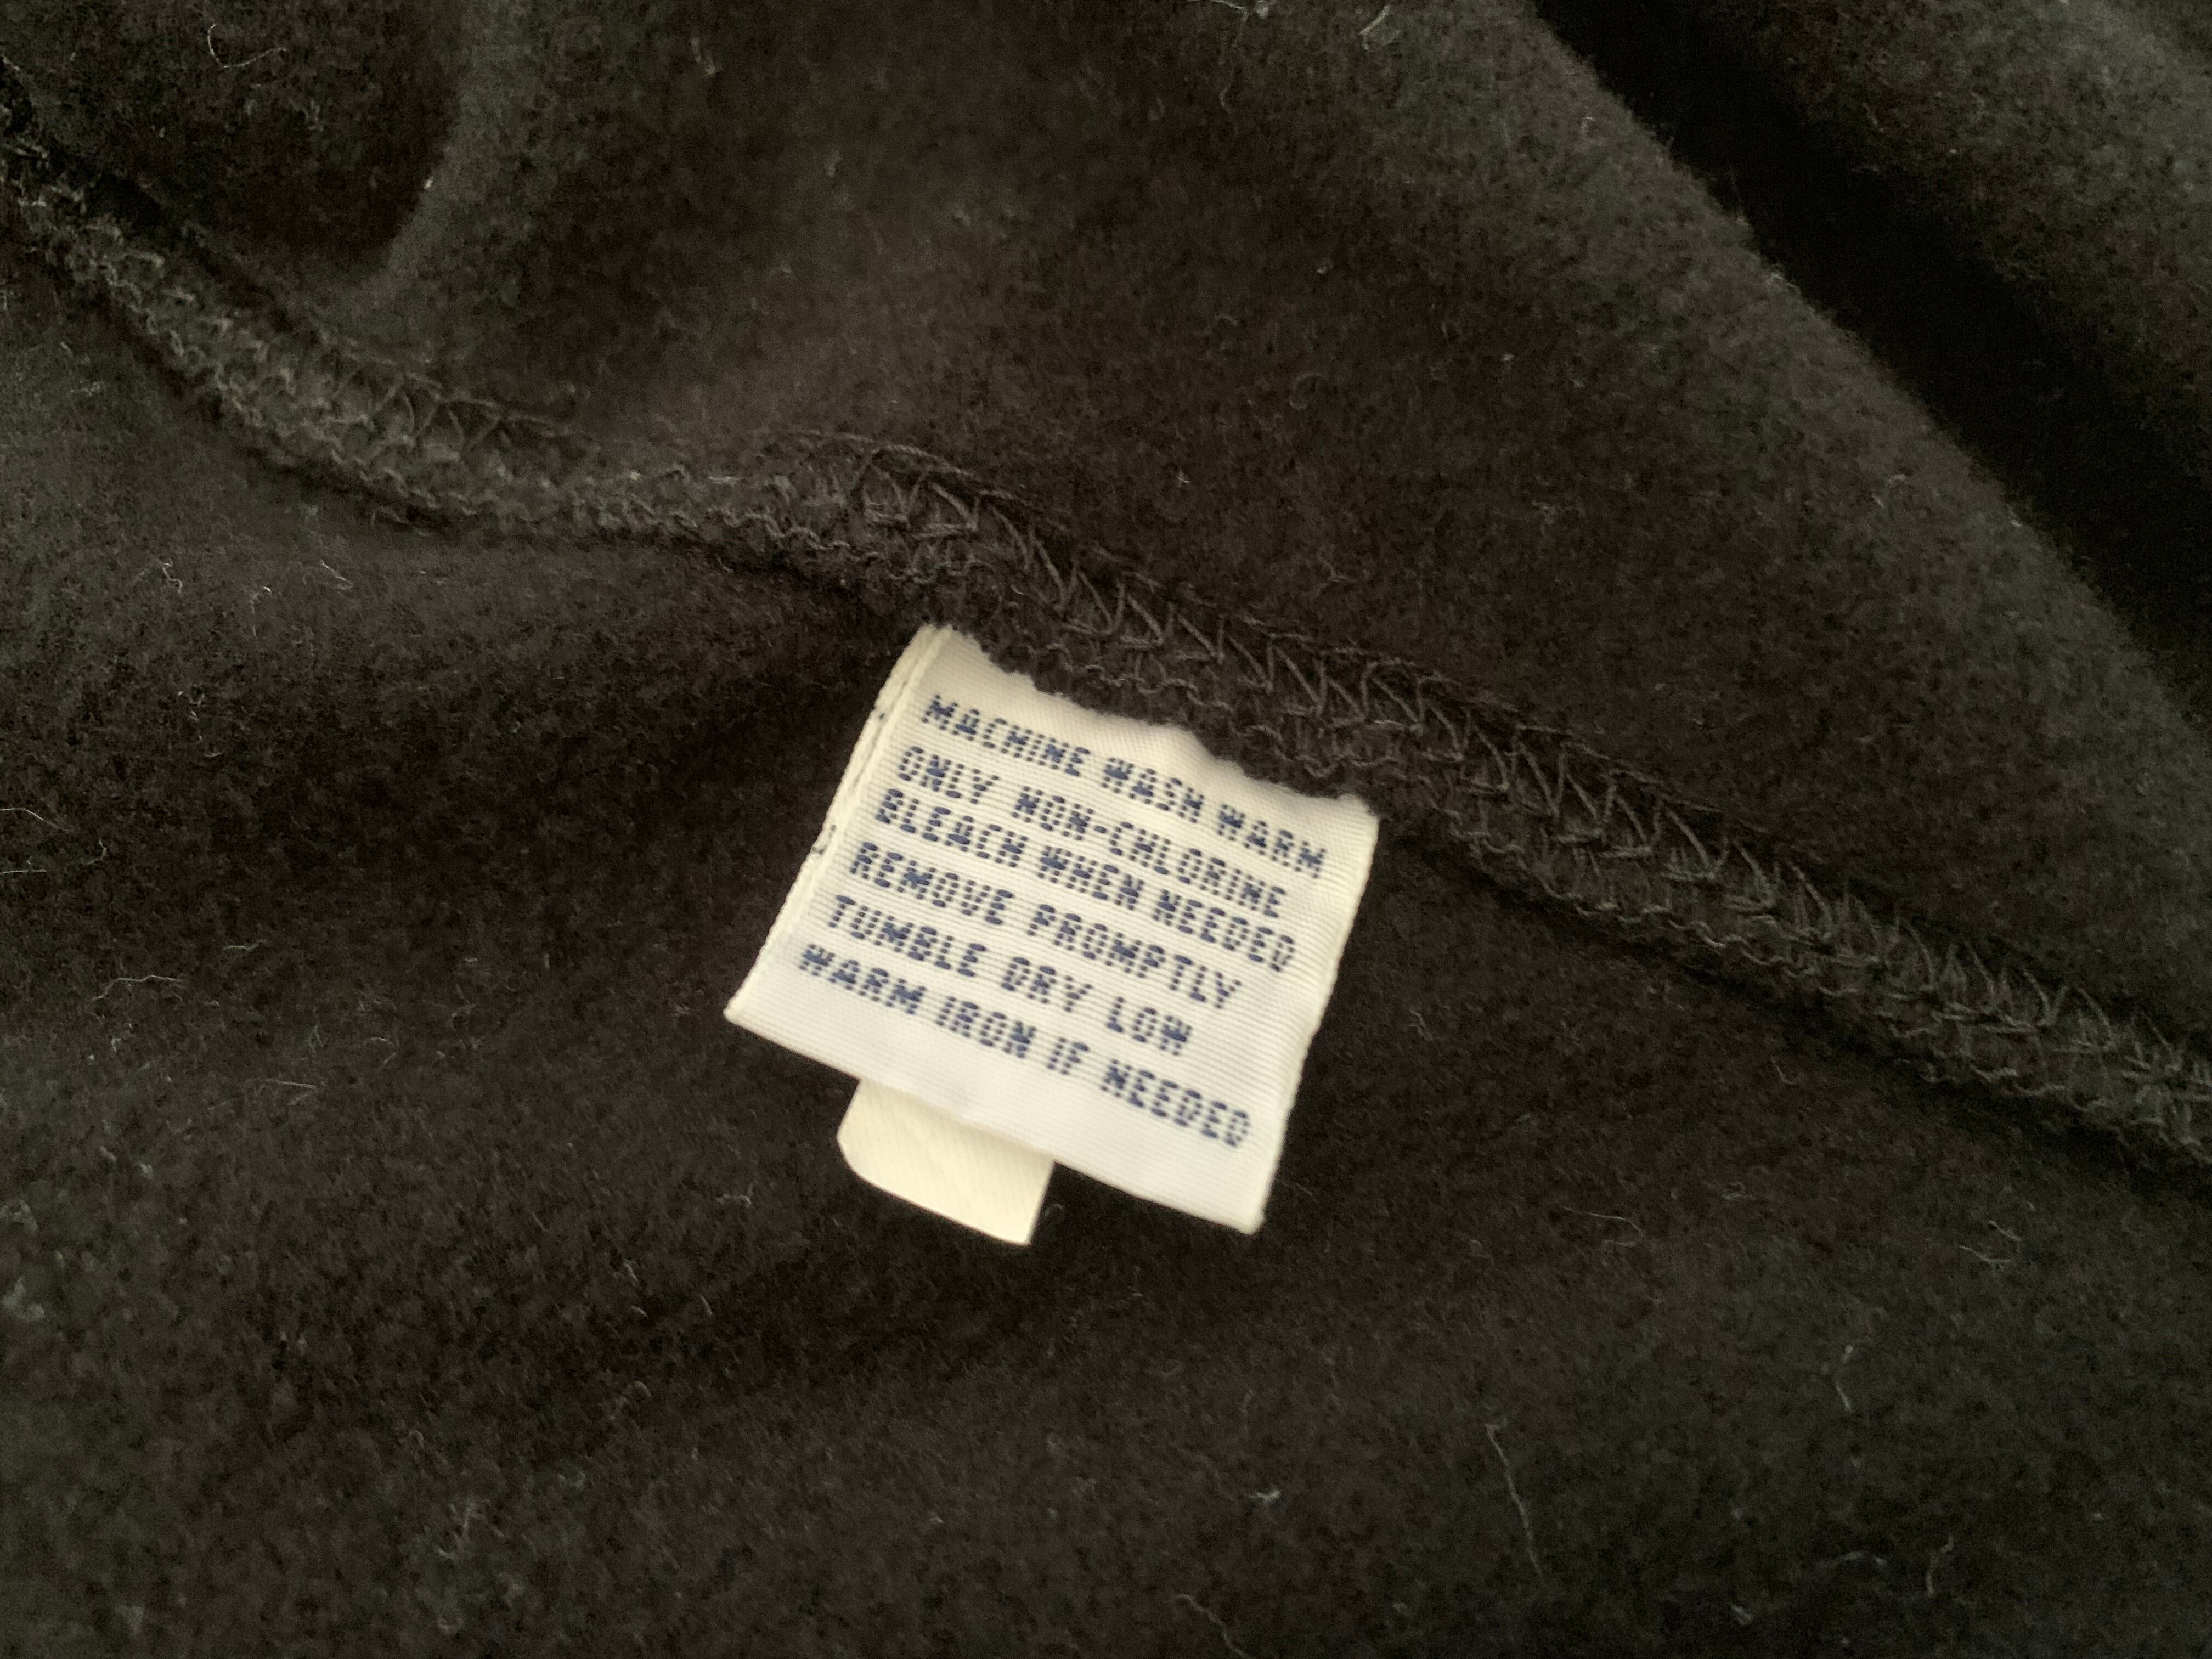 MACHINE WASH WARM
ONLY NON-CHLORINE
BLEACH WHEN NEEDED
REMOVE PROMPTLY
TUMBLE DRY LOW
WARM IRON IF NEEDED